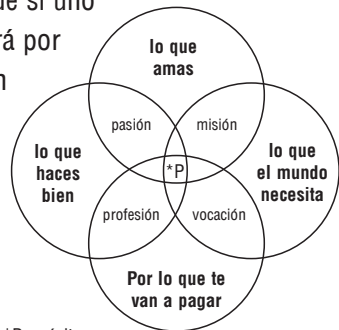 e si uno
rá por
lo que
amas
pasión
misión
lo que
haces
bien
*P
lo que
el mundo
necesita
profesión
vocación
Por lo que te
van a pagar